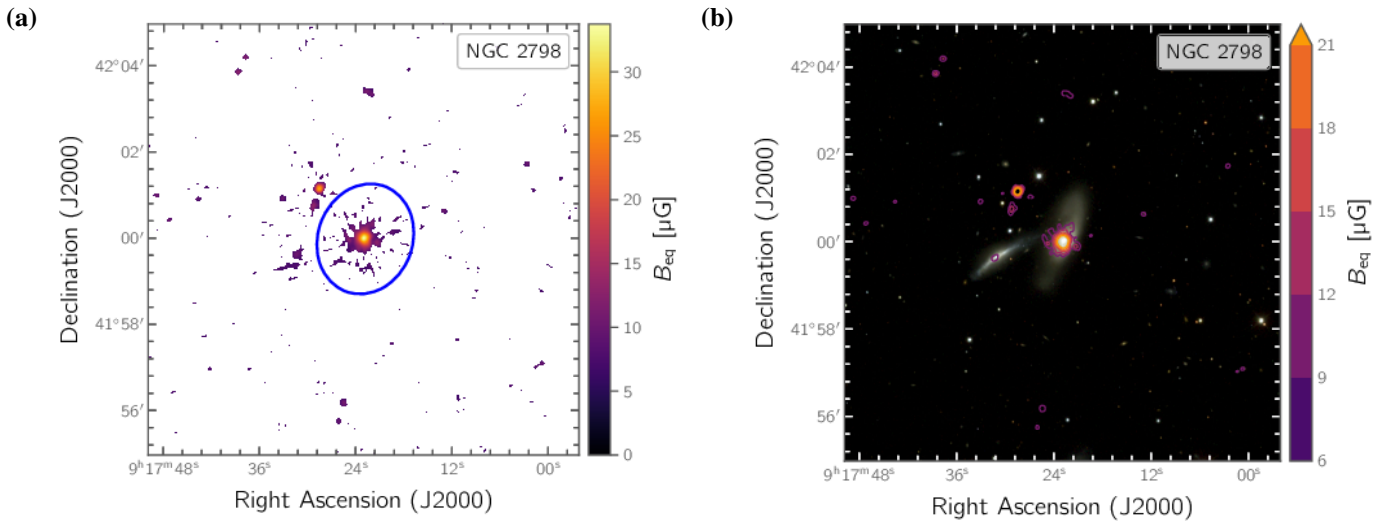 (a)
NGC 2798
42°04′
02′
00′
41°58′
56′
9ʰ17ᵐ48ˢ
36ˢ
24ˢ
12ˢ
00ˢ
Right Ascension (J2000)
Declination (J2000)
30
25
20
15
10
5
0
B_eq [µG]
(b)
NGC 2798
42°04′
02′
00′
41°58′
56′
9ʰ17ᵐ48ˢ
36ˢ
24ˢ
12ˢ
00ˢ
Right Ascension (J2000)
Declination (J2000)
21
18
15
12
9
6
B_eq [µG]